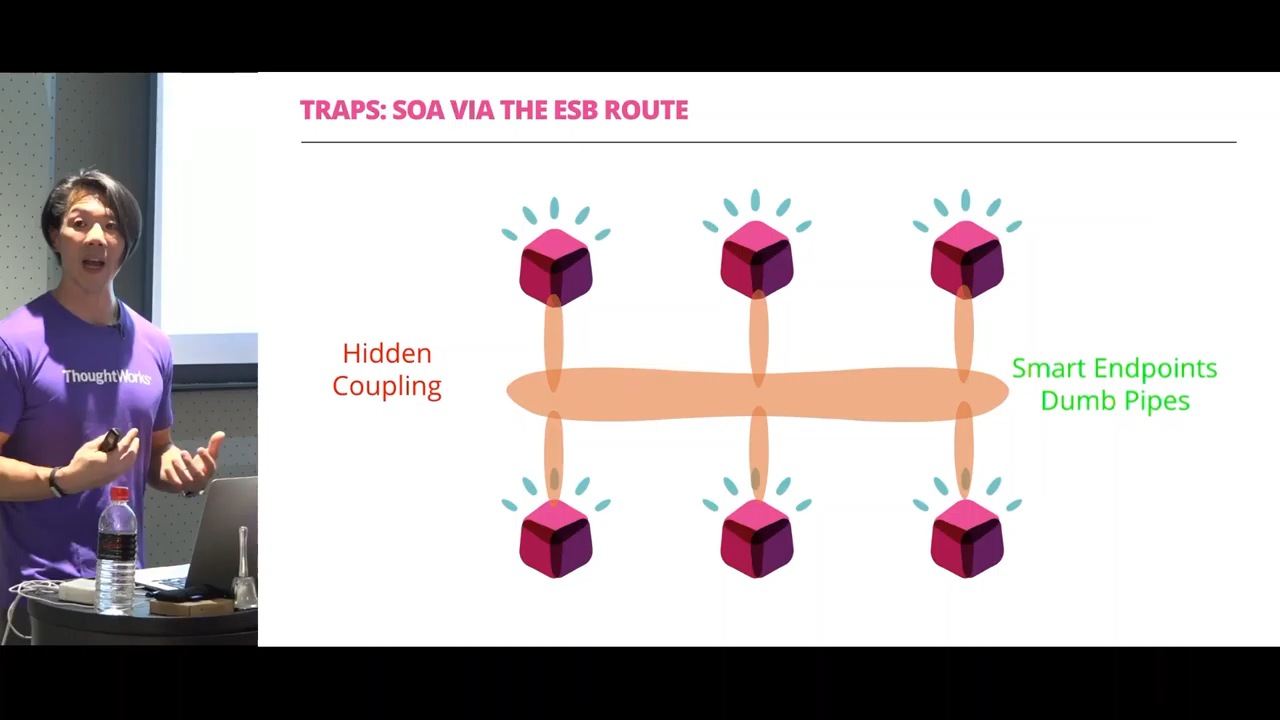 TRAPS: SOA VIA THE ESB ROUTE
Hidden
Coupling
Smart Endpoints
Dumb Pipes
ThoughtWorks